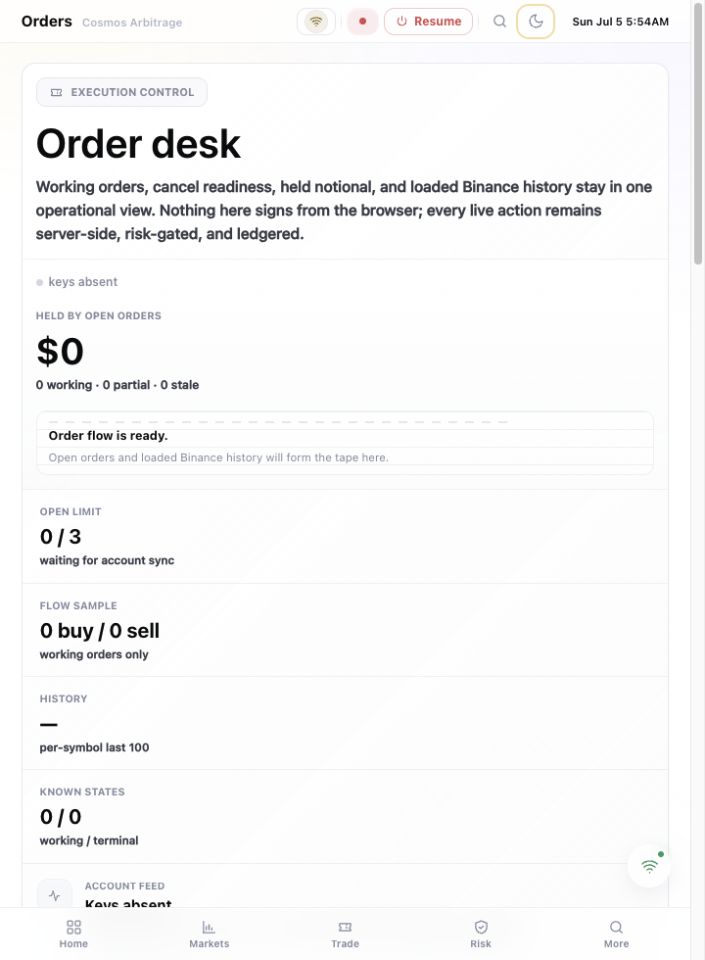 Orders Cosmos Arbitrage Resume Sun Jul 5 5:54AM
EXECUTION CONTROL
Order desk
Working orders, cancel readiness, held notional, and loaded Binance history stay in one
operational view. Nothing here signs from the browser; every live action remains
server-side, risk-gated, and ledgered.
keys absent
HELD BY OPEN ORDERS
$0
0 working · 0 partial · 0 stale
Order flow is ready.
Open orders and loaded Binance history will form the tape here.
OPEN LIMIT
0 / 3
waiting for account sync
FLOW SAMPLE
0 buy / 0 sell
working orders only
HISTORY
—
per-symbol last 100
KNOWN STATES
0 / 0
working / terminal
ACCOUNT FEED
Keys absent
Home Markets Trade Risk More